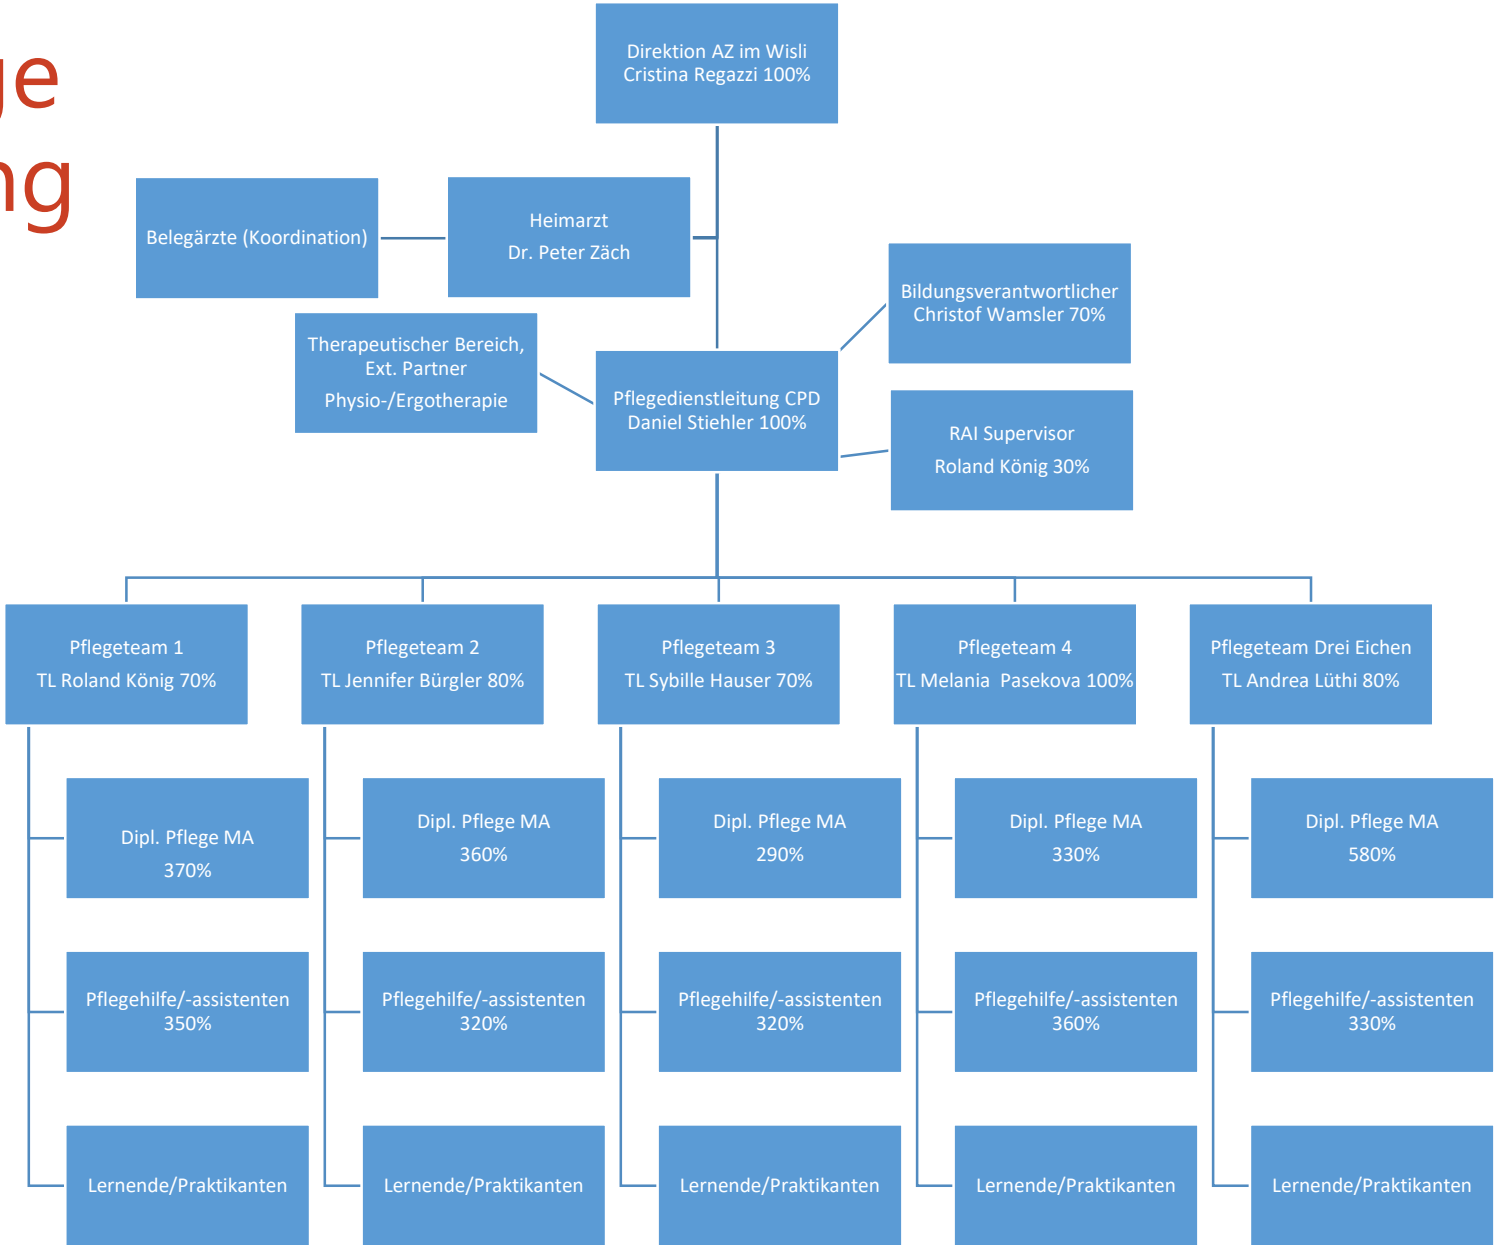 ge
ng
Direktion AZ im Wisli
Cristina Regazzi 100%
Belegärzte (Koordination)
Heimarzt
Dr. Peter Zäch
Bildungsverantwortlicher
Christof Wamsler 70%
Therapeutischer Bereich,
Ext. Partner
Physio-/Ergotherapie
Pflegedienstleitung CPD
Daniel Stiehler 100%
RAI Supervisor
Roland König 30%
Pflegeteam 1
TL Roland König 70%
Pflegeteam 2
TL Jennifer Bürgler 80%
Pflegeteam 3
TL Sybille Hauser 70%
Pflegeteam 4
TL Melania  Pasekova 100%
Pflegeteam Drei Eichen
TL Andrea Lüthi 80%
Dipl. Pflege MA
370%
Dipl. Pflege MA
360%
Dipl. Pflege MA
290%
Dipl. Pflege MA
330%
Dipl. Pflege MA
580%
Pflegehilfe/-assistenten
350%
Pflegehilfe/-assistenten
320%
Pflegehilfe/-assistenten
320%
Pflegehilfe/-assistenten
360%
Pflegehilfe/-assistenten
330%
Lernende/Praktikanten
Lernende/Praktikanten
Lernende/Praktikanten
Lernende/Praktikanten
Lernende/Praktikanten